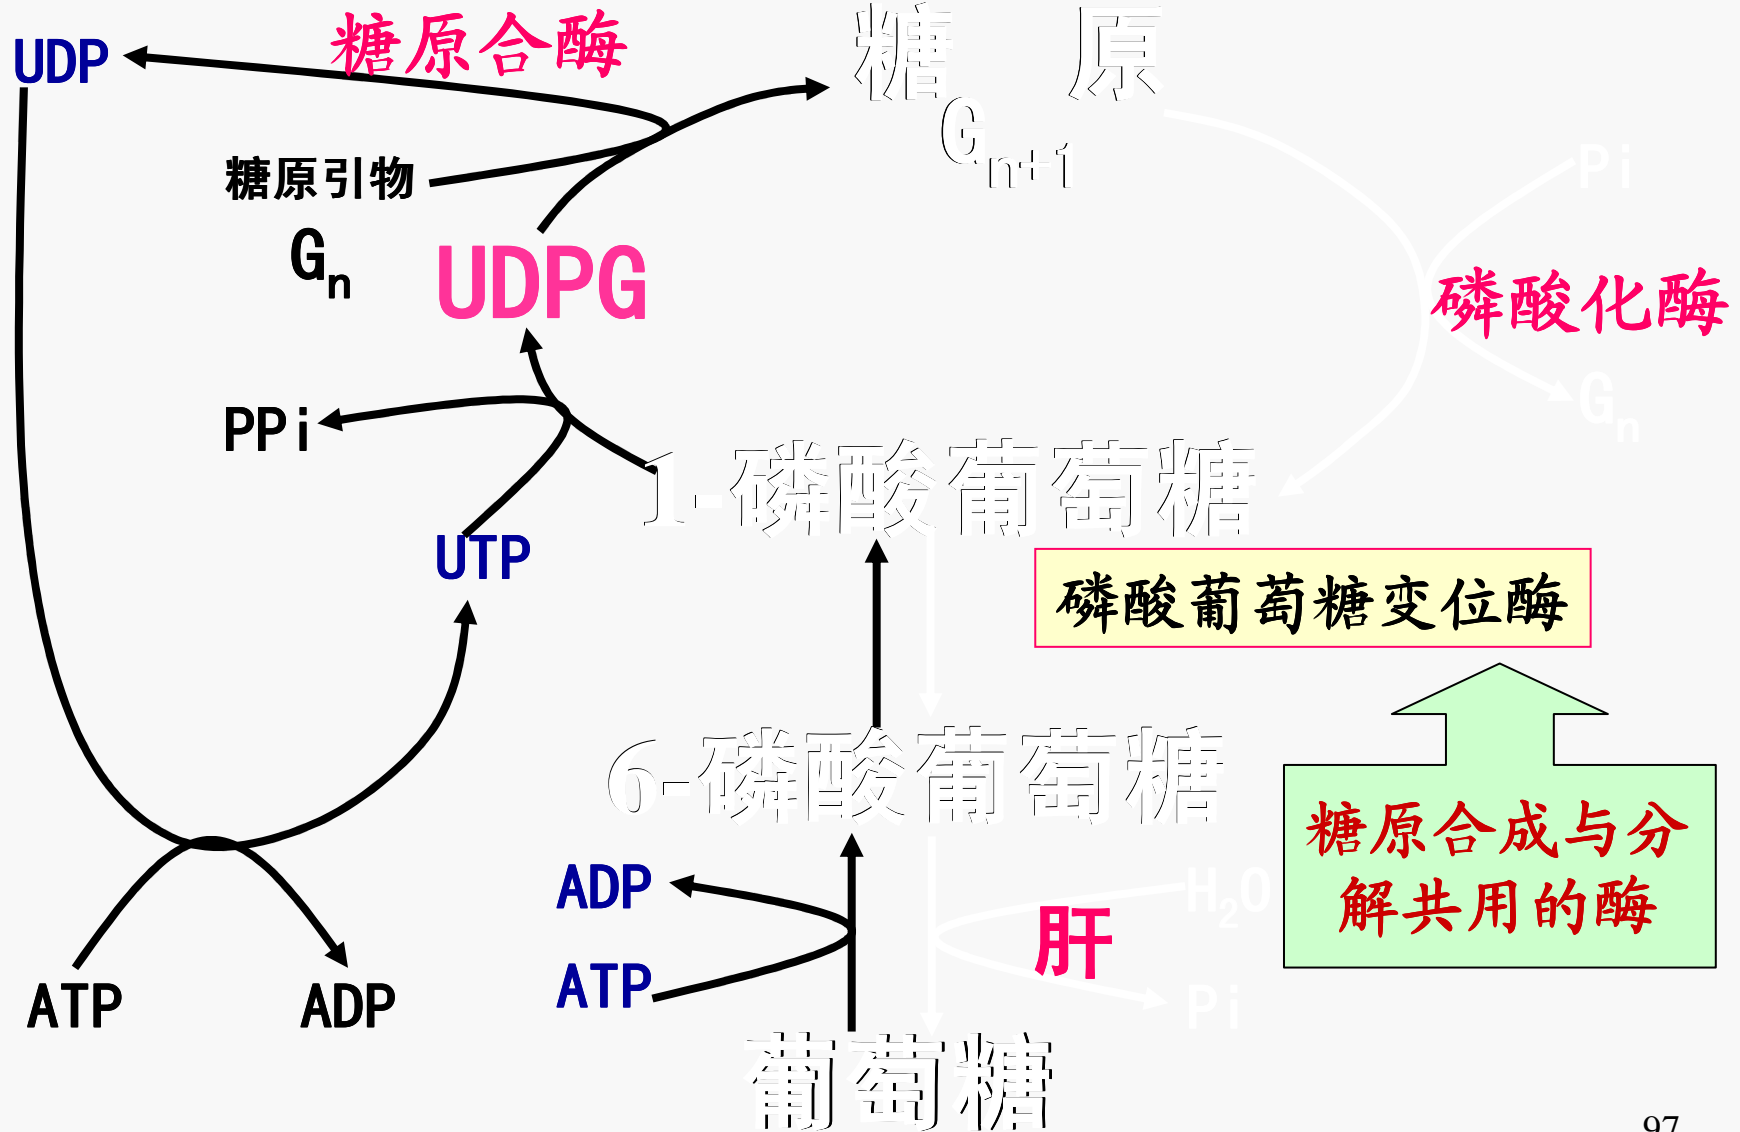 UDP
糖原合酶
糖 原
Gn+1
糖原引物
Gn
UDPG
Pi
磷酸化酶
Gn
PPi
1-磷酸葡萄糖
UTP
磷酸葡萄糖变位酶
6-磷酸葡萄糖
糖原合成与分
解共用的酶
ADP
H2O
肝
ATP
Pi
ATP
ADP
葡萄糖
97